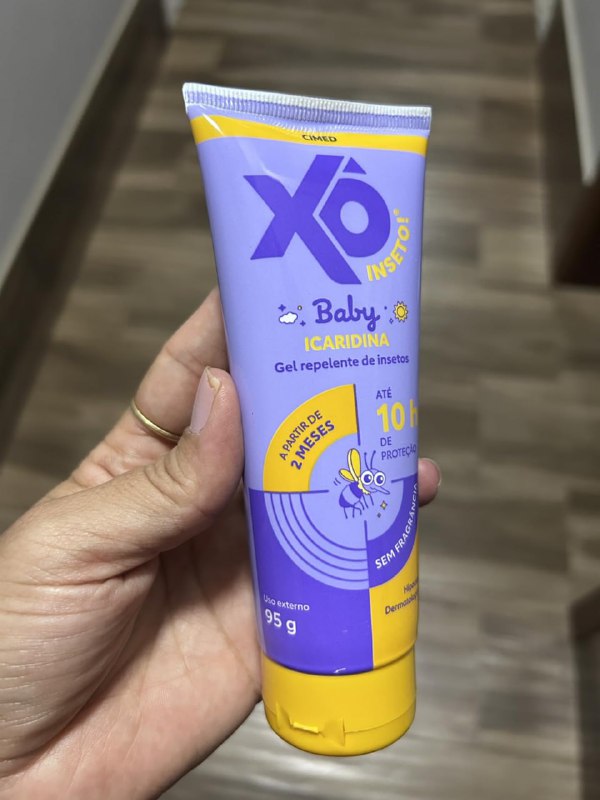 CIMED
XÔ
INSETO!®
Baby
ICARIDINA
Gel repelente de insetos
A PARTIR DE
2 MESES
ATÉ
10 h
DE
PROTEÇÃO
SEM FRAGRÂNCIA
Uso externo
95 g